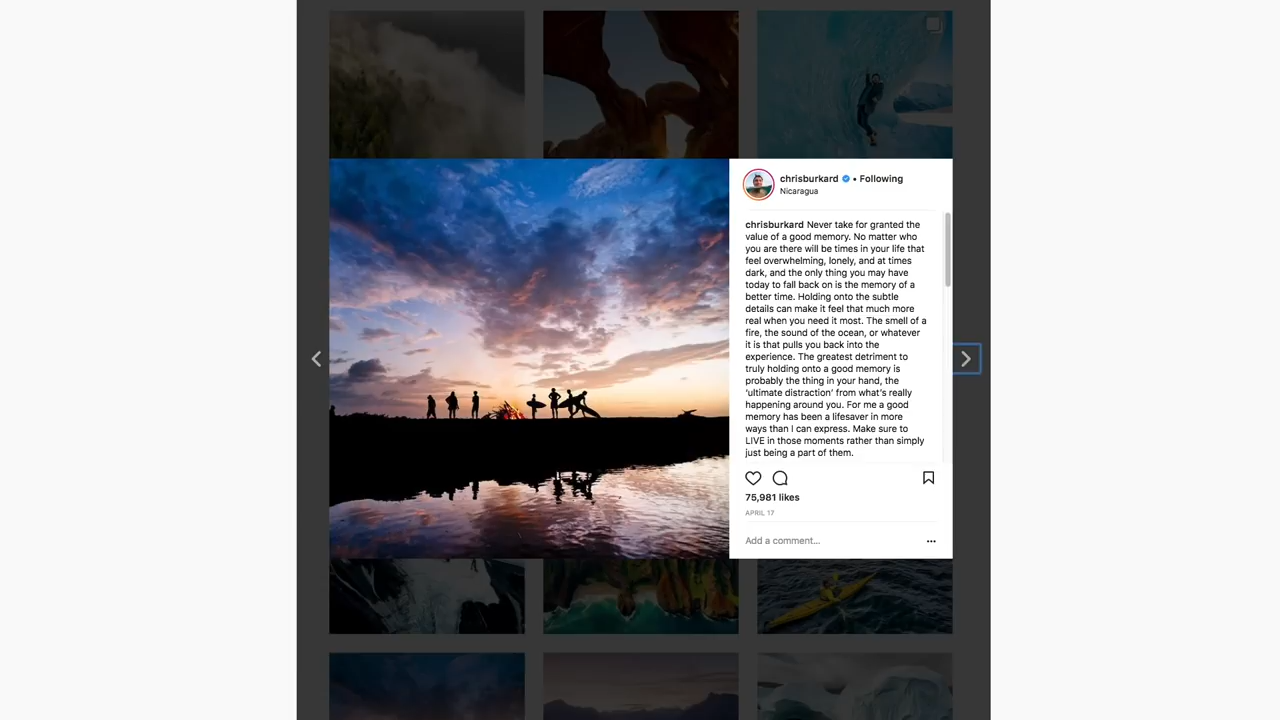 chrisburkard • Following
Nicaragua
chrisburkard Never take for granted the
value of a good memory. No matter who
you are there will be times in your life that
feel overwhelming, lonely, and at times
dark, and the only thing you may have
today to fall back on is the memory of a
better time. Holding onto the subtle
details can make it feel that much more
real when you need it most. The smell of a
fire, the sound of the ocean, or whatever
it is that pulls you back into the
experience. The greatest detriment to
truly holding onto a good memory is
probably the thing in your hand, the
‘ultimate distraction’ from what’s really
happening around you. For me a good
memory has been a lifesaver in more
ways than I can express. Make sure to
LIVE in those moments rather than simply
just being a part of them.
75,981 likes
APRIL 17
Add a comment...